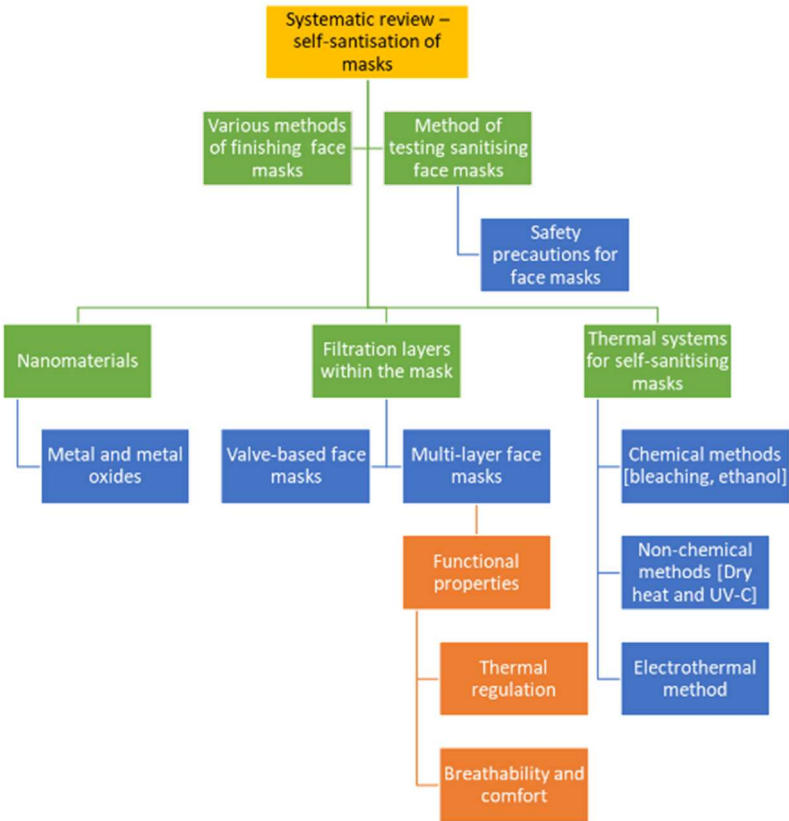 Systematic review –
self-santisation of
masks
Various methods
of finishing face
masks
Method of
testing sanitising
face masks
Safety
precautions for
face masks
Nanomaterials
Filtration layers
within the mask
Thermal systems
for self-sanitising
masks
Metal and metal
oxides
Valve-based face
masks
Multi-layer face
masks
Chemical methods
[bleaching, ethanol]
Functional
properties
Non-chemical
methods [Dry
heat and UV-C]
Thermal
regulation
Electrothermal
method
Breathability and
comfort